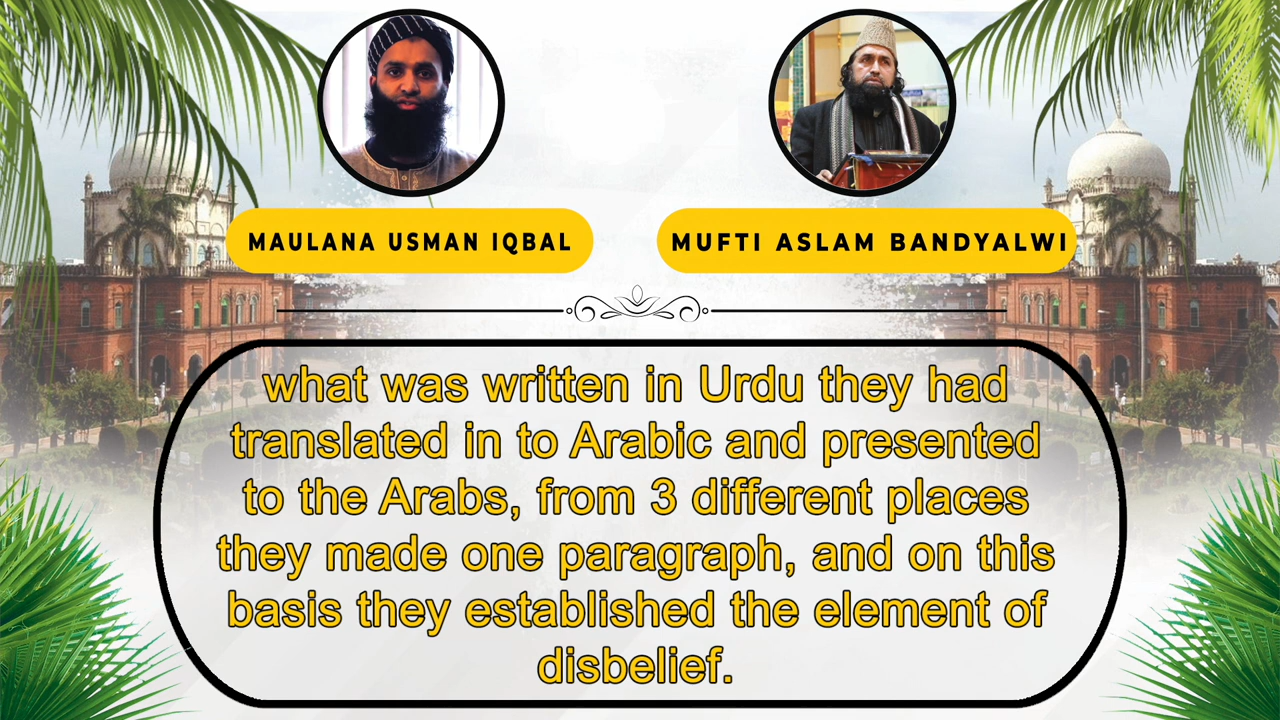 MAULANA USMAN IQBAL
MUFTI ASLAM BANDYALWI
what was written in Urdu they had
translated in to Arabic and presented
to the Arabs, from 3 different places
they made one paragraph, and on this
basis they established the element of
disbelief.